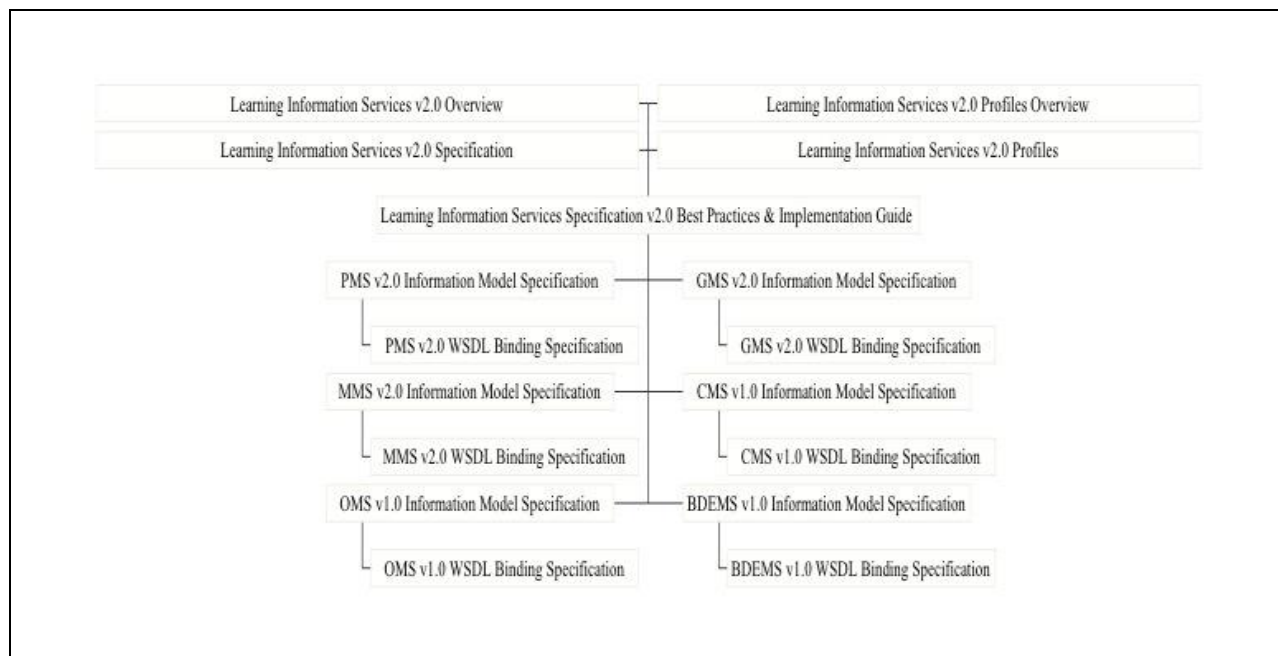 Learning Information Services v2.0 Overview
Learning Information Services v2.0 Profiles Overview
Learning Information Services v2.0 Specification
Learning Information Services v2.0 Profiles
Learning Information Services Specification v2.0 Best Practices & Implementation Guide
PMS v2.0 Information Model Specification
GMS v2.0 Information Model Specification
PMS v2.0 WSDL Binding Specification
GMS v2.0 WSDL Binding Specification
MMS v2.0 Information Model Specification
CMS v1.0 Information Model Specification
MMS v2.0 WSDL Binding Specification
CMS v1.0 WSDL Binding Specification
OMS v1.0 Information Model Specification
BDEMS v1.0 Information Model Specification
OMS v1.0 WSDL Binding Specification
BDEMS v1.0 WSDL Binding Specification